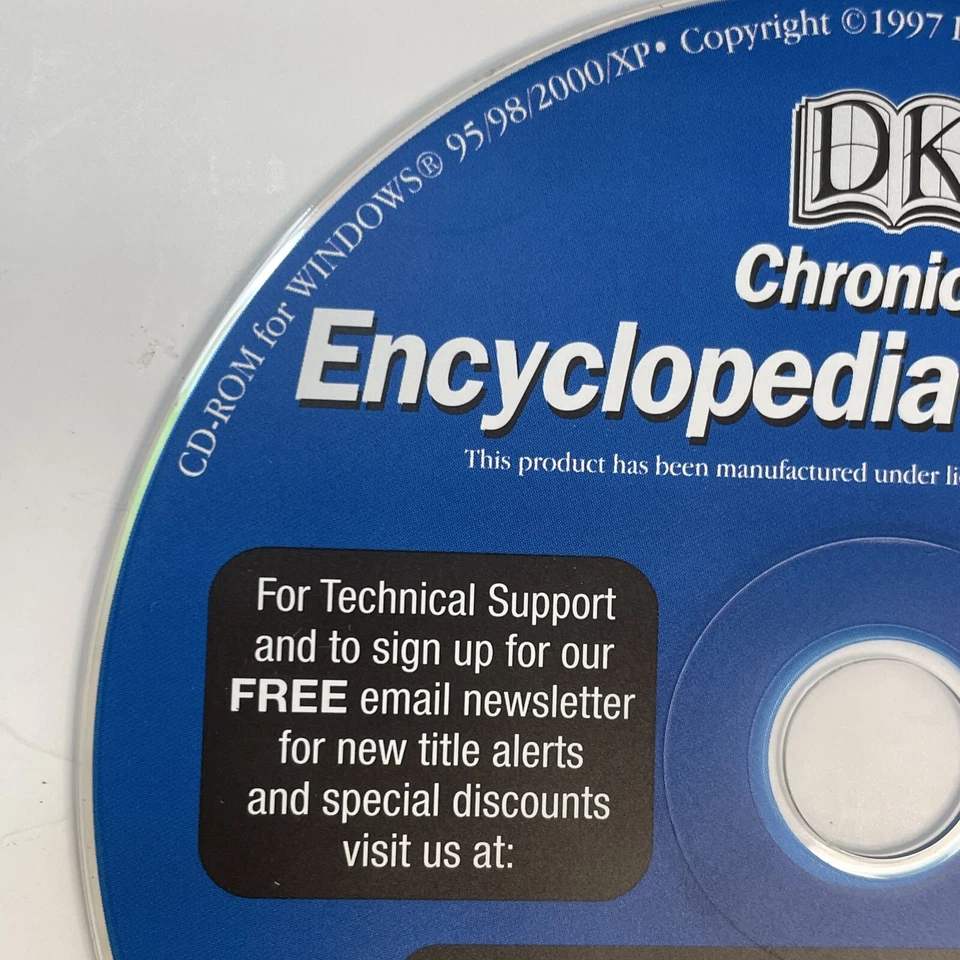 CD-ROM for WINDOWS® 95/98/2000/XP • Copyright ©1997
DK
Chronic
Encyclopedia
This product has been manufactured under
For Technical Support
and to sign up for our
FREE email newsletter
for new title alerts
and special discounts
visit us at: